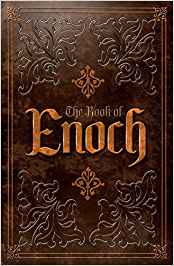 The Book of
Enoch